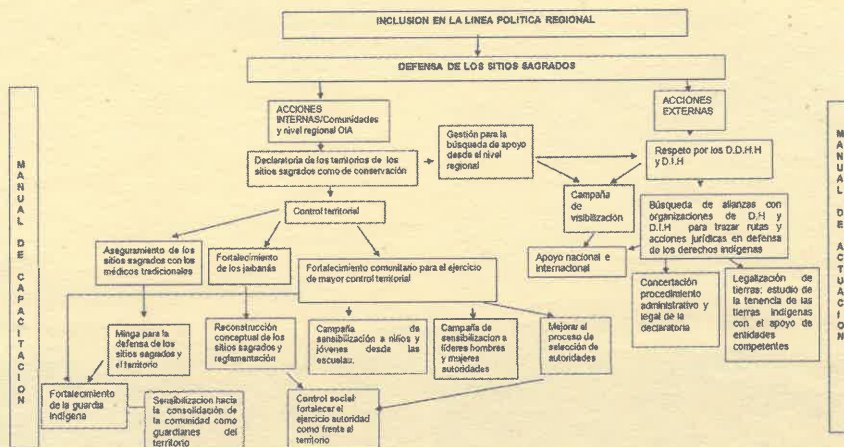 INCLUSION EN LA LINEA POLITICA REGIONAL
DEFENSA DE LOS SITIOS SAGRADOS
ACCIONES
INTERNAS/Comunidades
y nivel regional OIA
ACCIONES
EXTERNAS
Gestión para la
búsqueda de apoyo
desde el nivel
regional
Respeto por los D.D.H.H
y D.I.H
Declaratoria de los territorios de los
sitios sagrados como de conservación
Campaña
de
visibilización
Búsqueda de alianzas con
organizaciones de D.H y
D.I.H para trazar rutas y
acciones jurídicas en defensa
de los derechos indígenas
Control territorial
Aseguramiento de los
sitios sagrados con los
médicos tradicionales
Fortalecimiento
de los jaibanás
Fortalecimiento comunitario para el ejercicio
de mayor control territorial
Apoyo nacional e
internacional
Concertación
procedimiento
administrativo y
legal de la
declaratoria
Legalización de
tierras: estudio de
la tenencia de las
tierras indígenas
con el apoyo de
entidades
competentes
Minga para la
defensa de los
sitios sagrados y
el territorio
Reconstrucción
conceptual de los
sitios sagrados y
reglamentación
Campaña de
sensibilización a niños y
jóvenes desde las
escuelau.
Campaña de
sensibilizacion a
líderes hombres y
mujeres
autoridades
Mejorar el
proceso de
selección de
autoridades
Fortalecimiento
de la guardia
indígena
Sensibilizacion hacia
la consolidación de
la comunidad como
guardianes del
territorio
Control social:
fortalecer el
ejercicio autoridad
como frente al
territorio
MANUAL DE CAPACITACION
MANUAL DE ACTUACION